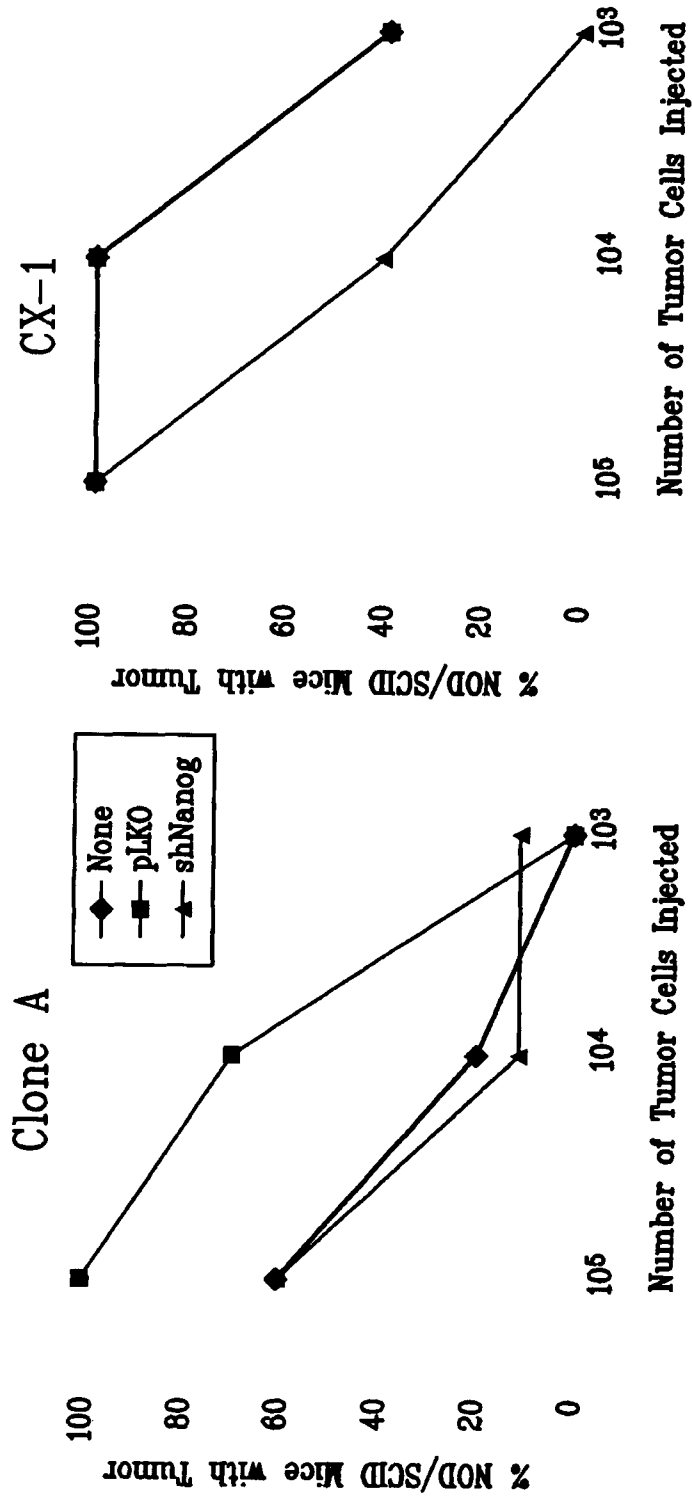 Clone A
% NOD/SCID Mice with Tumor
100
80
60
40
20
0
None
pLKO
shNanog
10⁵
10⁴
10³
Number of Tumor Cells Injected
CX-1
% NOD/SCID Mice with Tumor
100
80
60
40
20
0
10⁵
10⁴
10³
Number of Tumor Cells Injected